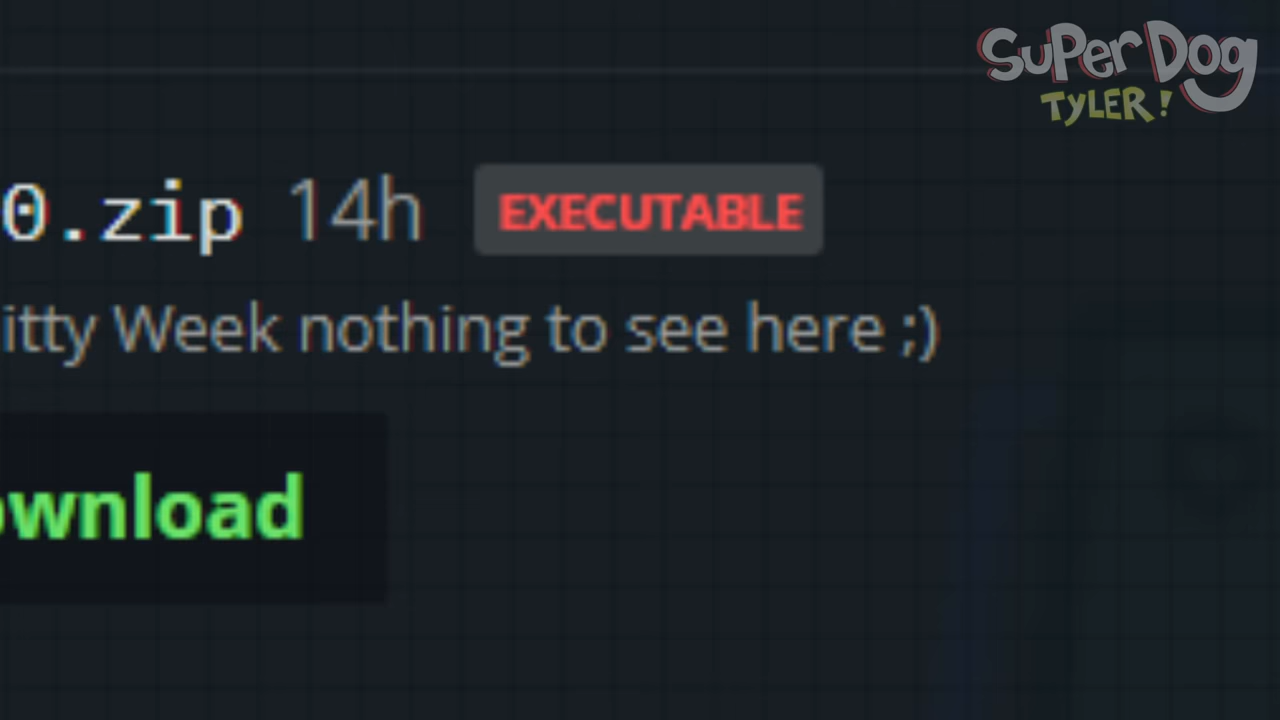 SuPer Dog
TYLER!
0.zip 14h EXECUTABLE
itty Week nothing to see here ;)
ownload